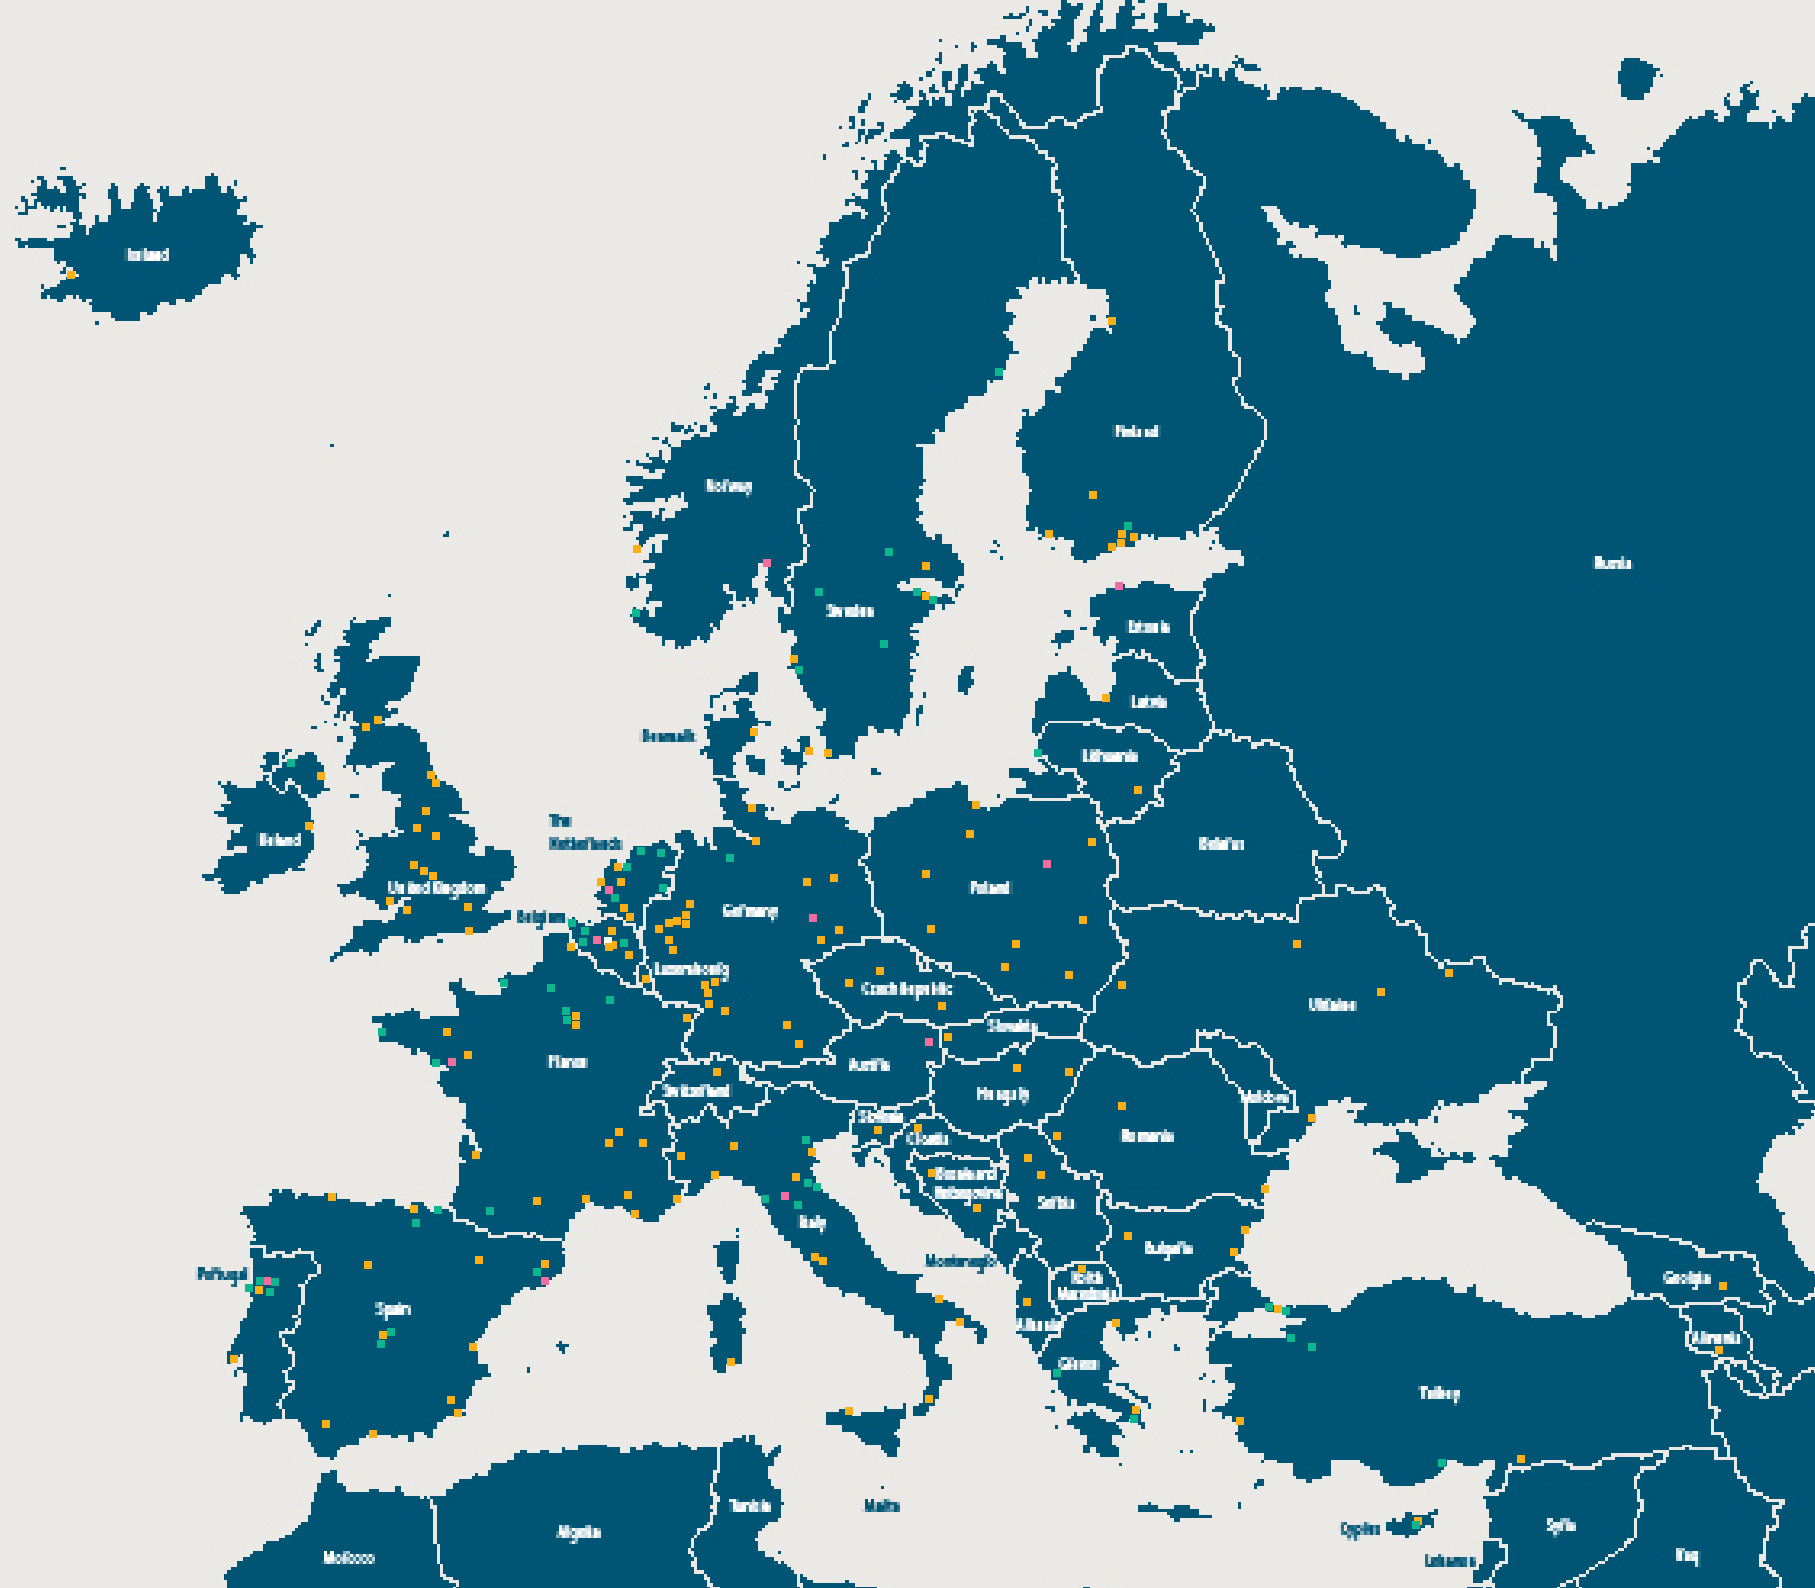 Iceland
Finland
Norway
Russia
Sweden
Estonia
Latvia
Denmark
Lithuania
The
Netherlands
Ireland
Belarus
United Kingdom
Poland
Germany
Belgium
Luxembourg
Czech Republic
Ukraine
Slovakia
France
Austria
Switzerland
Hungary
Moldova
Slovenia
Croatia
Romania
Bosnia and
Herzegovina
Serbia
Italy
Bulgaria
Montenegro
Portugal
North
Macedonia
Georgia
Spain
Albania
Armenia
Greece
Turkey
Malta
Tunisia
Cyprus
Syria
Algeria
Morocco
Lebanon
Iraq